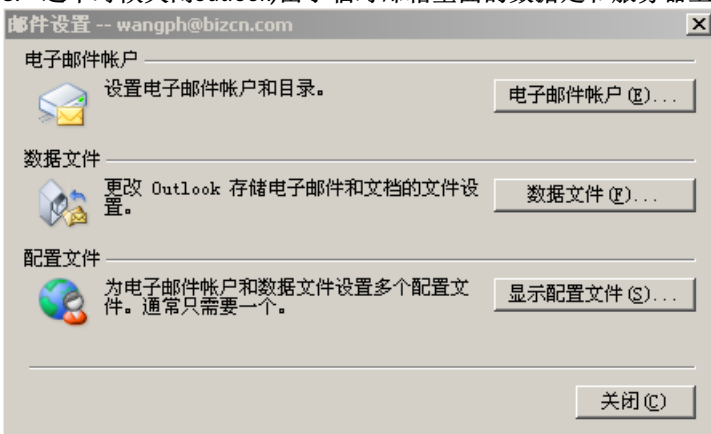 邮件设置 -- wangph@bizcn.com
电子邮件帐户
设置电子邮件帐户和目录。
电子邮件帐户(E)...
数据文件
更改 Outlook 存储电子邮件和文档的文件设
置。
数据文件(F)...
配置文件
为电子邮件帐户和数据文件设置多个配置文
件。通常只需要一个。
显示配置文件(S)...
关闭(C)